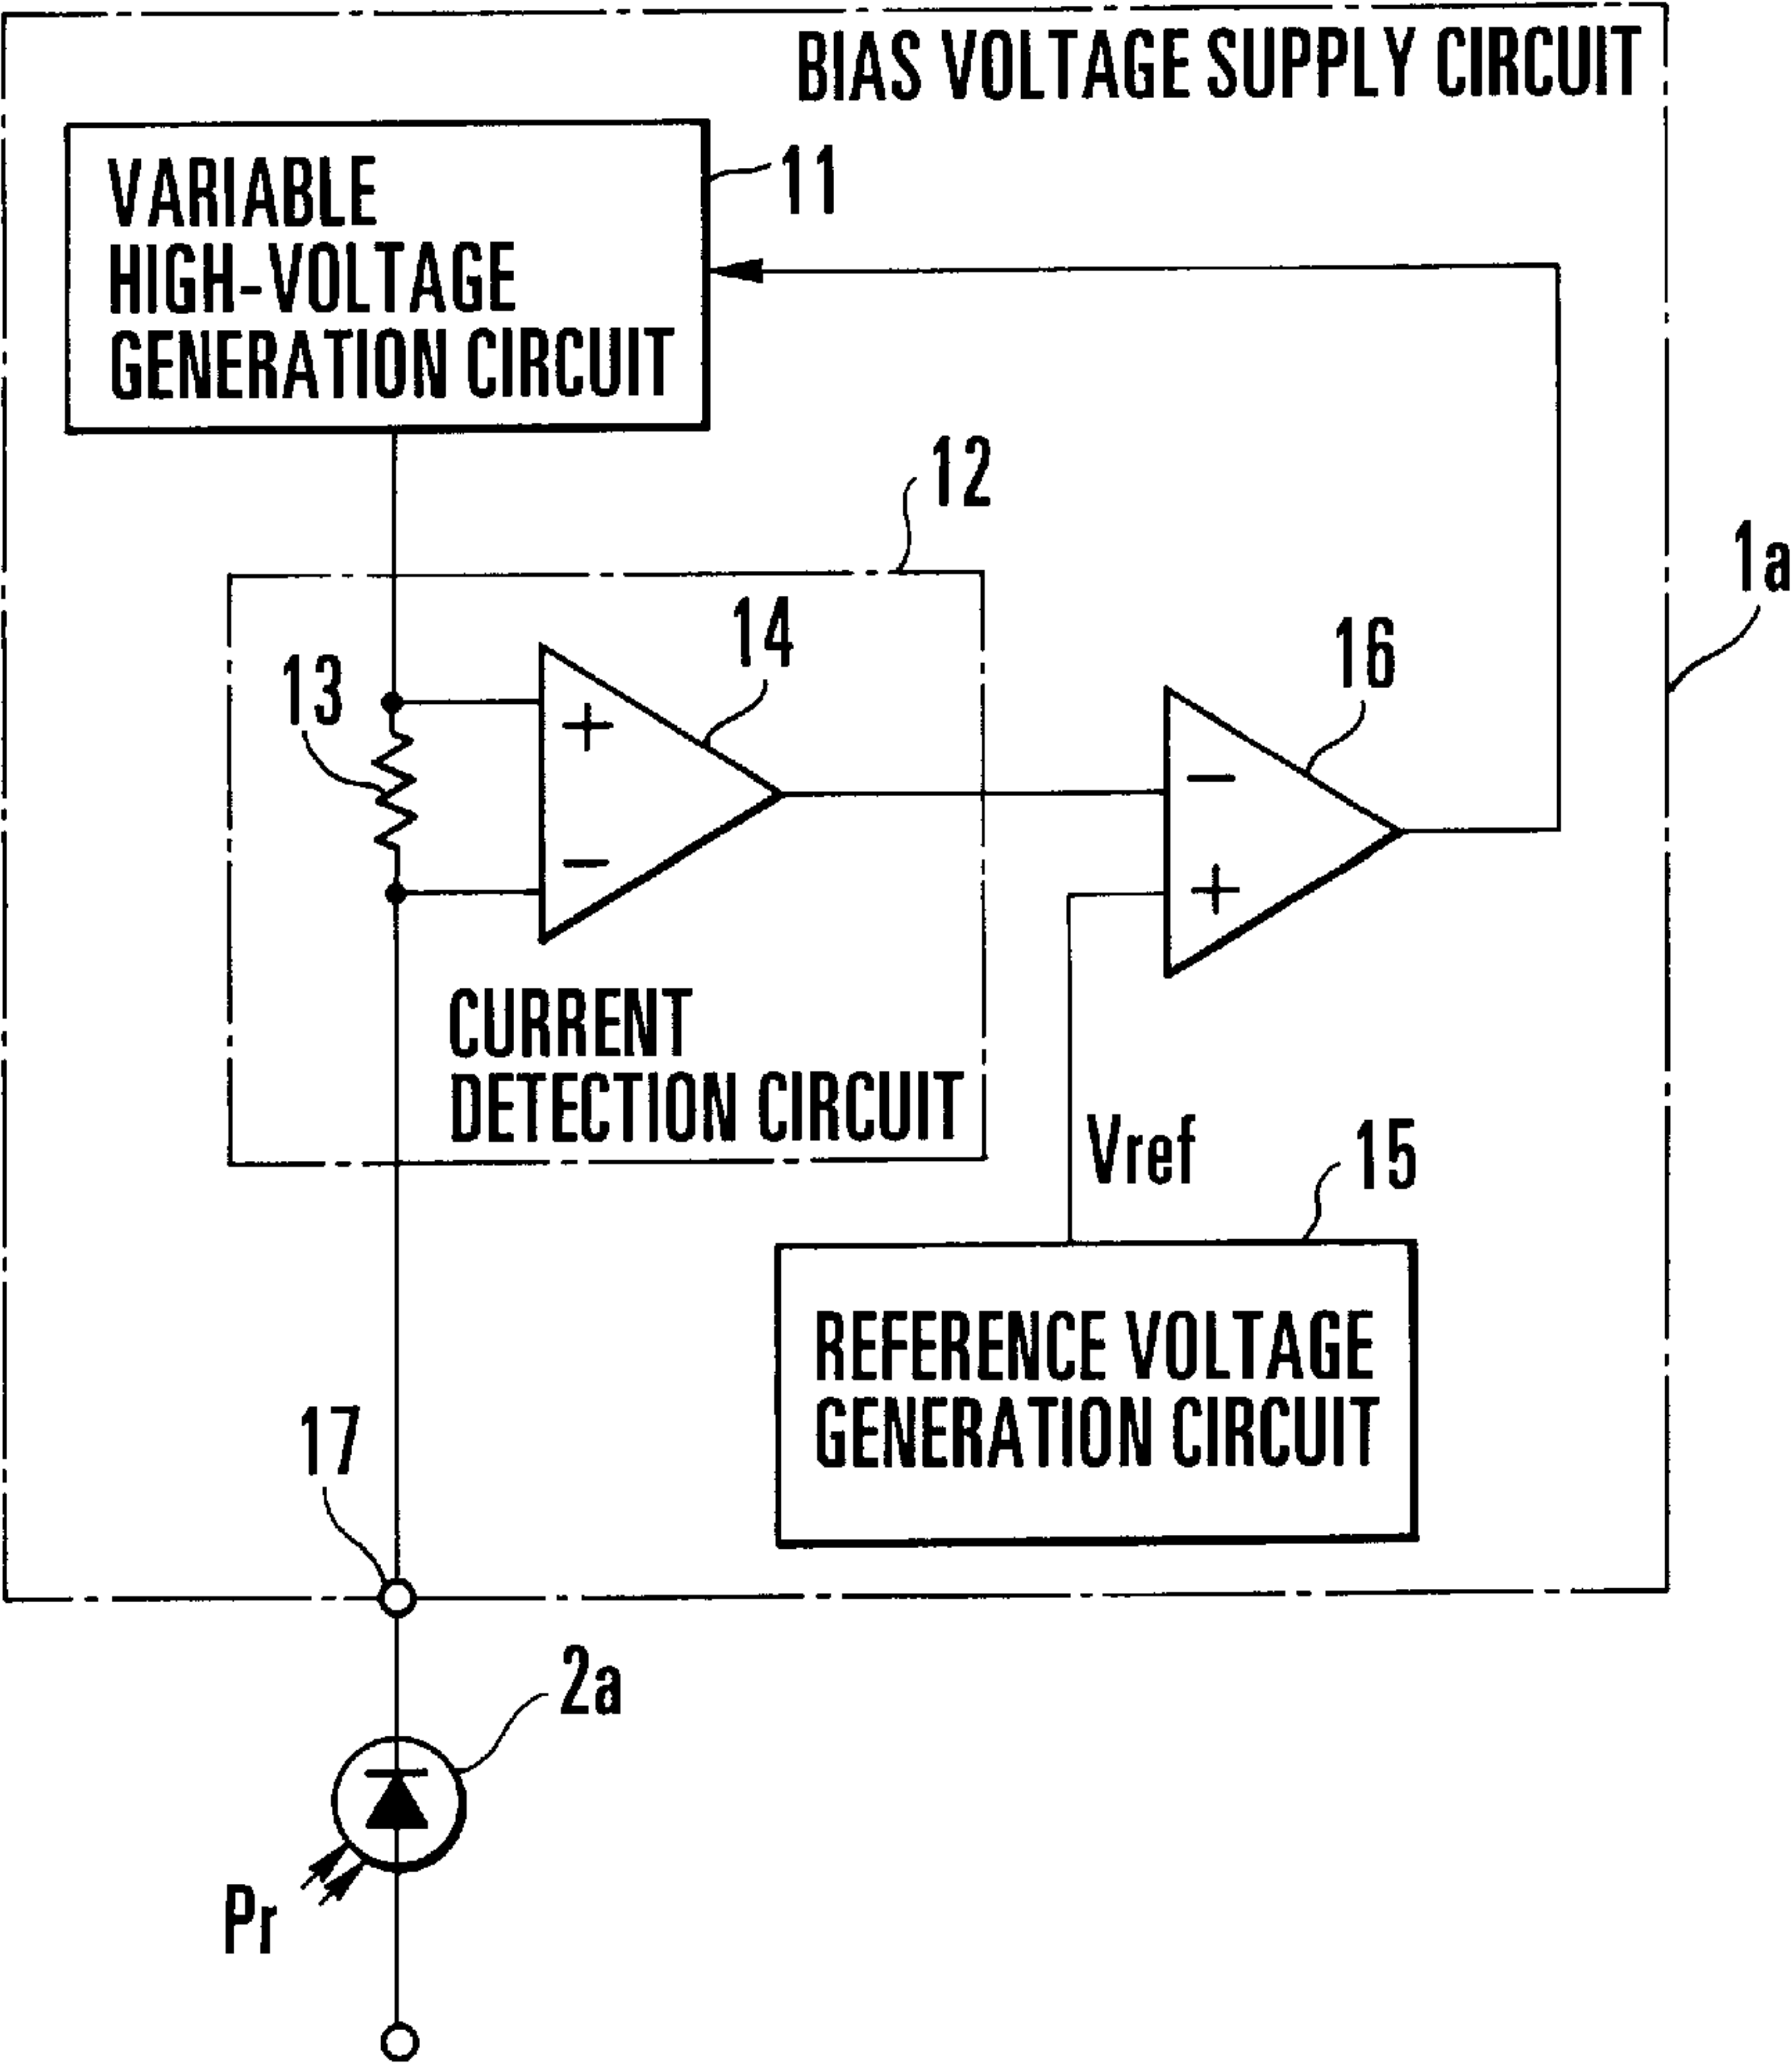 BIAS VOLTAGE SUPPLY CIRCUIT
VARIABLE
HIGH-VOLTAGE
GENERATION CIRCUIT
11
12
1a
13
14
16
+
−
−
+
CURRENT
DETECTION CIRCUIT
Vref
15
REFERENCE VOLTAGE
GENERATION CIRCUIT
17
2a
Pr